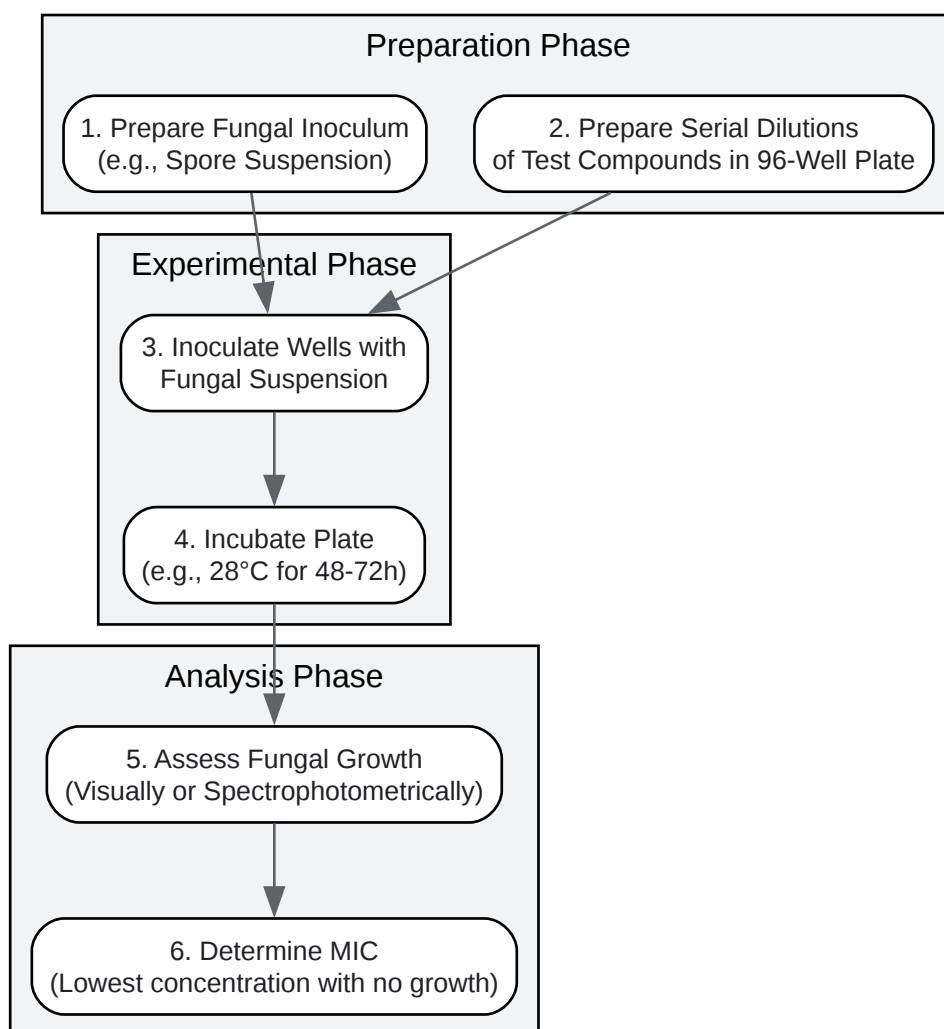 Preparation Phase
1. Prepare Fungal Inoculum
(e.g., Spore Suspension)
2. Prepare Serial Dilutions
of Test Compounds in 96-Well Plate
Experimental Phase
3. Inoculate Wells with
Fungal Suspension
4. Incubate Plate
(e.g., 28°C for 48-72h)
Analysis Phase
5. Assess Fungal Growth
(Visually or Spectrophotometrically)
6. Determine MIC
(Lowest concentration with no growth)